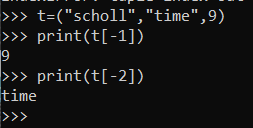 >>> t=("scholl","time",9)
>>> print(t[-1])
9
>>> print(t[-2])
time
>>>